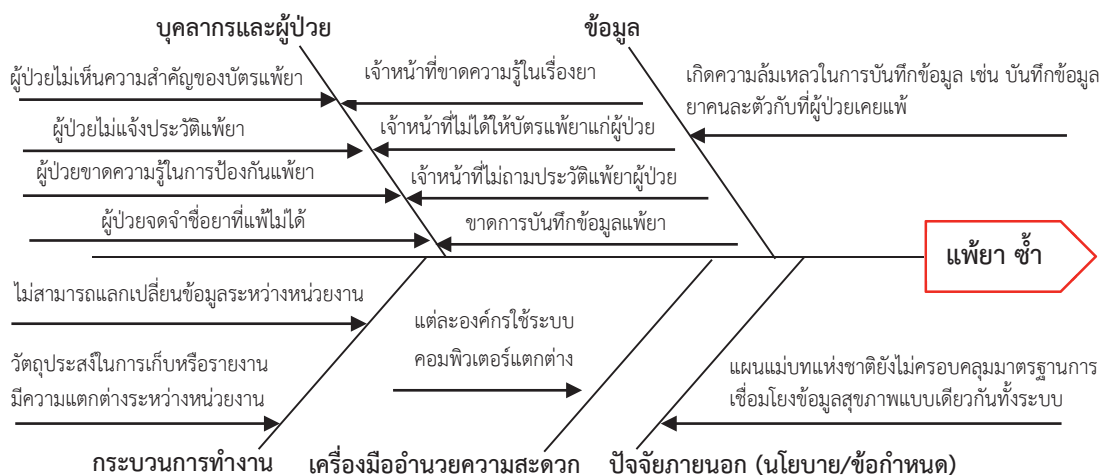 บุคลากรและผู้ป่วย
ข้อมูล
ผู้ป่วยไม่เห็นความสำคัญของบัตรแพ้ยา
เจ้าหน้าที่ขาดความรู้ในเรื่องยา
เกิดความล้มเหลวในการบันทึกข้อมูล เช่น บันทึกข้อมูล
ยาคนละตัวกับที่ผู้ป่วยเคยแพ้
ผู้ป่วยไม่แจ้งประวัติแพ้ยา
เจ้าหน้าที่ไม่ได้ให้บัตรแพ้ยาแก่ผู้ป่วย
ผู้ป่วยขาดความรู้ในการป้องกันแพ้ยา
เจ้าหน้าที่ไม่ถามประวัติแพ้ยาผู้ป่วย
ผู้ป่วยจดจำชื่อยาที่แพ้ไม่ได้
ขาดการบันทึกข้อมูลแพ้ยา
แพ้ยา ซ้ำ
ไม่สามารถแลกเปลี่ยนข้อมูลระหว่างหน่วยงาน
แต่ละองค์กรใช้ระบบ
คอมพิวเตอร์แตกต่าง
วัตถุประสงค์ในการเก็บหรือรายงาน
มีความแตกต่างระหว่างหน่วยงาน
แผนแม่บทแห่งชาติยังไม่ครอบคลุมมาตรฐานการ
เชื่อมโยงข้อมูลสุขภาพแบบเดียวกันทั้งระบบ
กระบวนการทำงาน
เครื่องมืออำนวยความสะดวก
ปัจจัยภายนอก (นโยบาย/ข้อกำหนด)